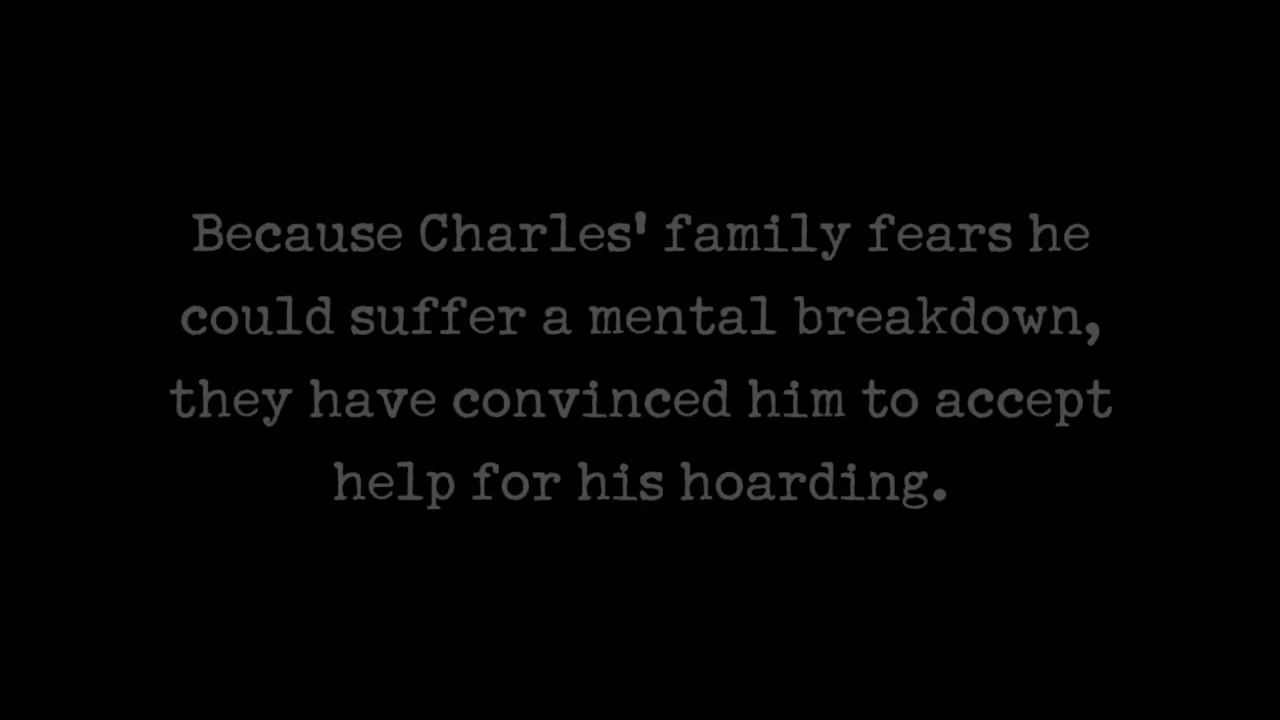 Because Charles' family fears he
could suffer a mental breakdown,
they have convinced him to accept
help for his hoarding.